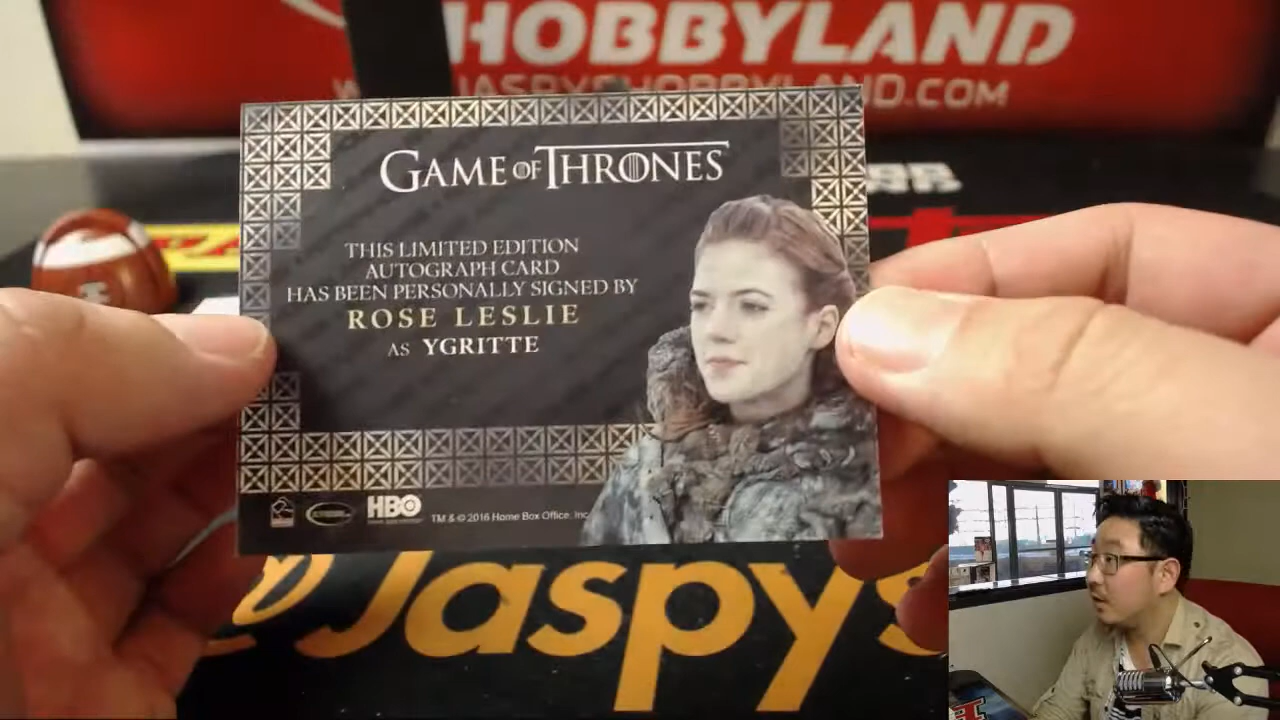 HOBBYLAND
JASPYSHOBBYLAND.COM
GAME OF THRONES
THIS LIMITED EDITION
AUTOGRAPH CARD
HAS BEEN PERSONALLY SIGNED BY
ROSE LESLIE
AS YGRITTE
HBO
TM & © 2016 Home Box Office, Inc
@Jaspys